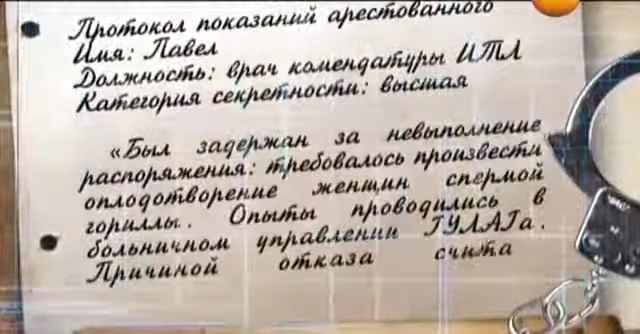 Протокол показаний арестованного
Имя: Павел
Должность: врач комендатуры ИТЛ
Категория секретности: высшая
«Был задержан за невыполнение
распоряжения: требовалось произвести
оплодотворение женщин спермой
гориллы. Опыты проводились в
больничном управлении ГУЛАГа.
Причиной отказа счита